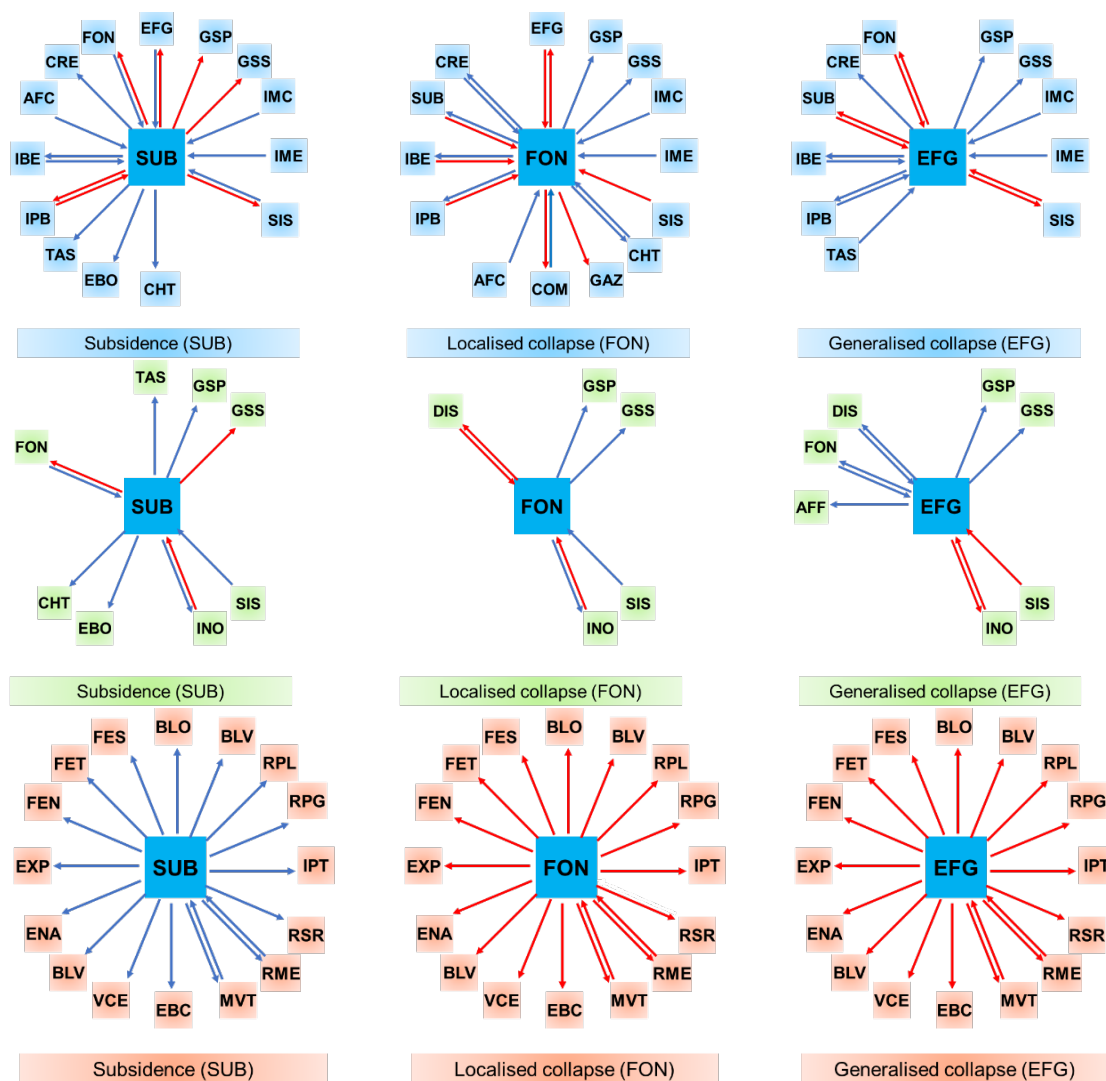 EFG
FON
GSP
CRE
GSS
AFC
IMC
IBE
SUB
IME
IPB
SIS
TAS
EBO
CHT
Subsidence (SUB)
EFG
GSP
CRE
GSS
SUB
IMC
IBE
FON
IME
IPB
SIS
CHT
AFC
COM
GAZ
Localised collapse (FON)
FON
GSP
CRE
GSS
SUB
IMC
IBE
EFG
IME
IPB
SIS
TAS
Generalised collapse (EFG)
TAS
GSP
GSS
FON
SUB
CHT
SIS
EBO
INO
Subsidence (SUB)
GSP
DIS
GSS
FON
SIS
INO
Localised collapse (FON)
GSP
DIS
GSS
FON
AFF
EFG
SIS
INO
Generalised collapse (EFG)
BLO
FES
BLV
FET
RPL
FEN
RPG
EXP
SUB
IPT
ENA
RSR
BLV
RME
VCE
EBC
MVT
Subsidence (SUB)
BLO
FES
BLV
FET
RPL
FEN
RPG
EXP
FON
IPT
ENA
RSR
BLV
RME
VCE
EBC
MVT
Localised collapse (FON)
BLO
FES
BLV
FET
RPL
FEN
RPG
EXP
EFG
IPT
ENA
RSR
BLV
RME
VCE
EBC
MVT
Generalised collapse (EFG)